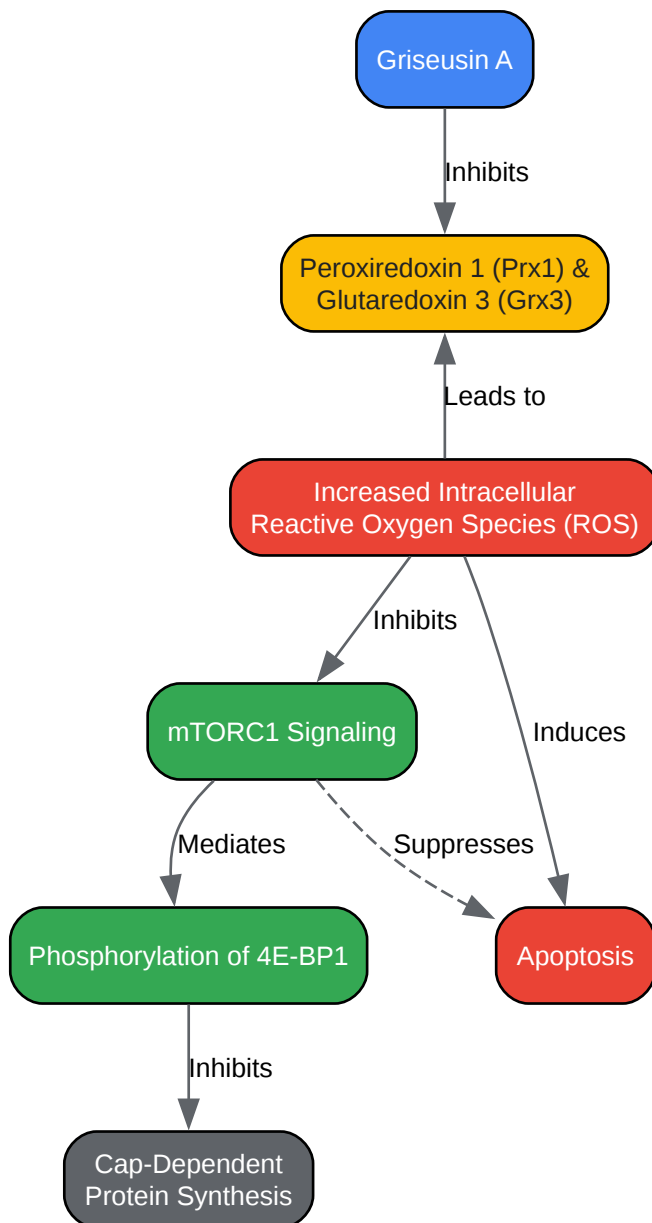 Griseusin A
Inhibits
Peroxiredoxin 1 (Prx1) &
Glutaredoxin 3 (Grx3)
Leads to
Increased Intracellular
Reactive Oxygen Species (ROS)
Inhibits
mTORC1 Signaling
Induces
Mediates
Suppresses
Phosphorylation of 4E-BP1
Apoptosis
Inhibits
Cap-Dependent
Protein Synthesis